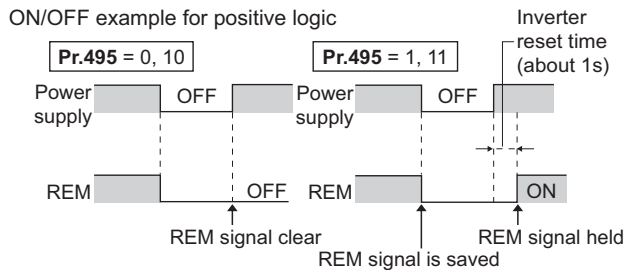 ON/OFF example for positive logic
Pr.495 = 0, 10
Pr.495 = 1, 11
Inverter
reset time
(about 1s)
Power
supply
OFF
Power
supply
OFF
REM
OFF
REM
ON
REM signal clear
REM signal held
REM signal is saved